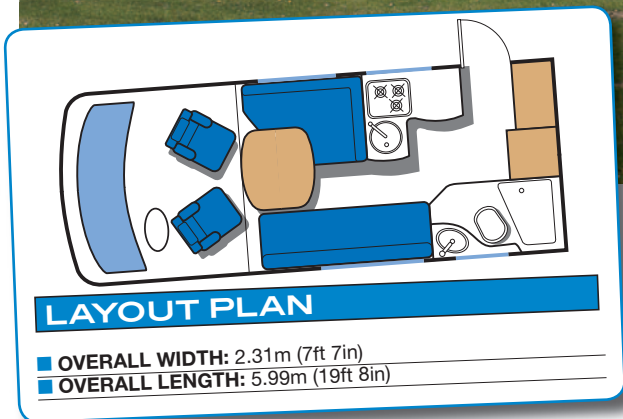 LAYOUT PLAN
OVERALL WIDTH: 2.31m (7ft 7in)
OVERALL LENGTH: 5.99m (19ft 8in)